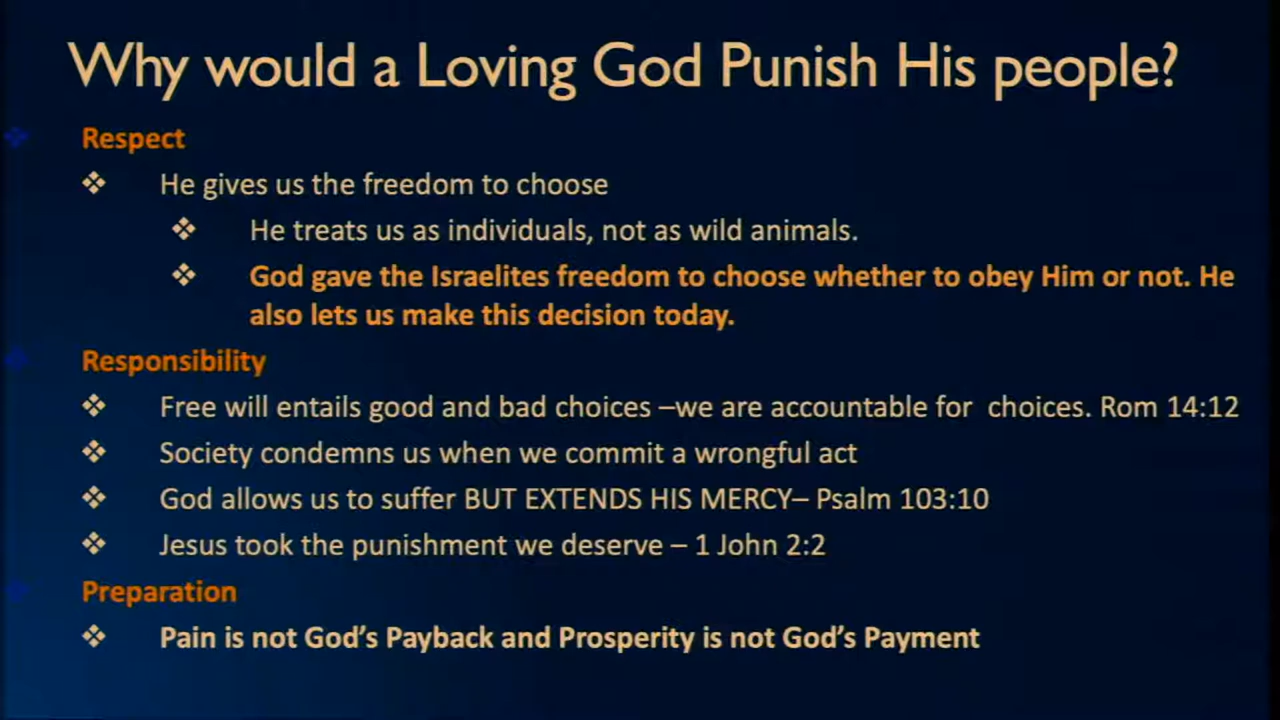 Why would a Loving God Punish His people?
Respect
He gives us the freedom to choose
He treats us as individuals, not as wild animals.
God gave the Israelites freedom to choose whether to obey Him or not. He
also lets us make this decision today.
Responsibility
Free will entails good and bad choices –we are accountable for  choices. Rom 14:12
Society condemns us when we commit a wrongful act
God allows us to suffer BUT EXTENDS HIS MERCY– Psalm 103:10
Jesus took the punishment we deserve – 1 John 2:2
Preparation
Pain is not God's Payback and Prosperity is not God's Payment